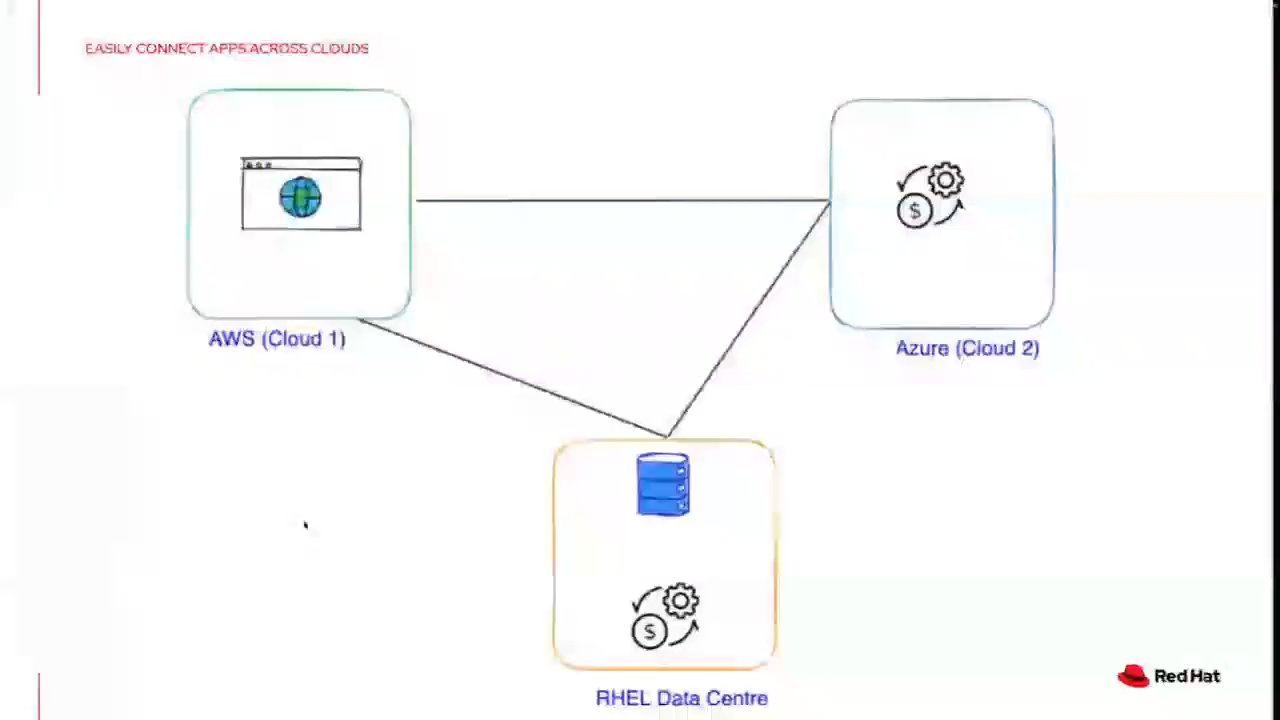 EASILY CONNECT APPS ACROSS CLOUDS
AWS (Cloud 1)
Azure (Cloud 2)
$
$
RHEL Data Centre
Red Hat